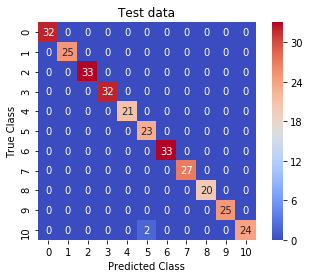 Test data
True Class
0 32 0 0 0 0 0 0 0 0 0 0
1 0 25 0 0 0 0 0 0 0 0 0
2 0 0 33 0 0 0 0 0 0 0 0
3 0 0 0 32 0 0 0 0 0 0 0
4 0 0 0 0 21 0 0 0 0 0 0
5 0 0 0 0 0 23 0 0 0 0 0
6 0 0 0 0 0 0 33 0 0 0 0
7 0 0 0 0 0 0 0 27 0 0 0
8 0 0 0 0 0 0 0 0 20 0 0
9 0 0 0 0 0 0 0 0 0 25 0
10 0 0 0 0 0 2 0 0 0 0 24
0 1 2 3 4 5 6 7 8 9 10
Predicted Class
30
24
18
12
6
0